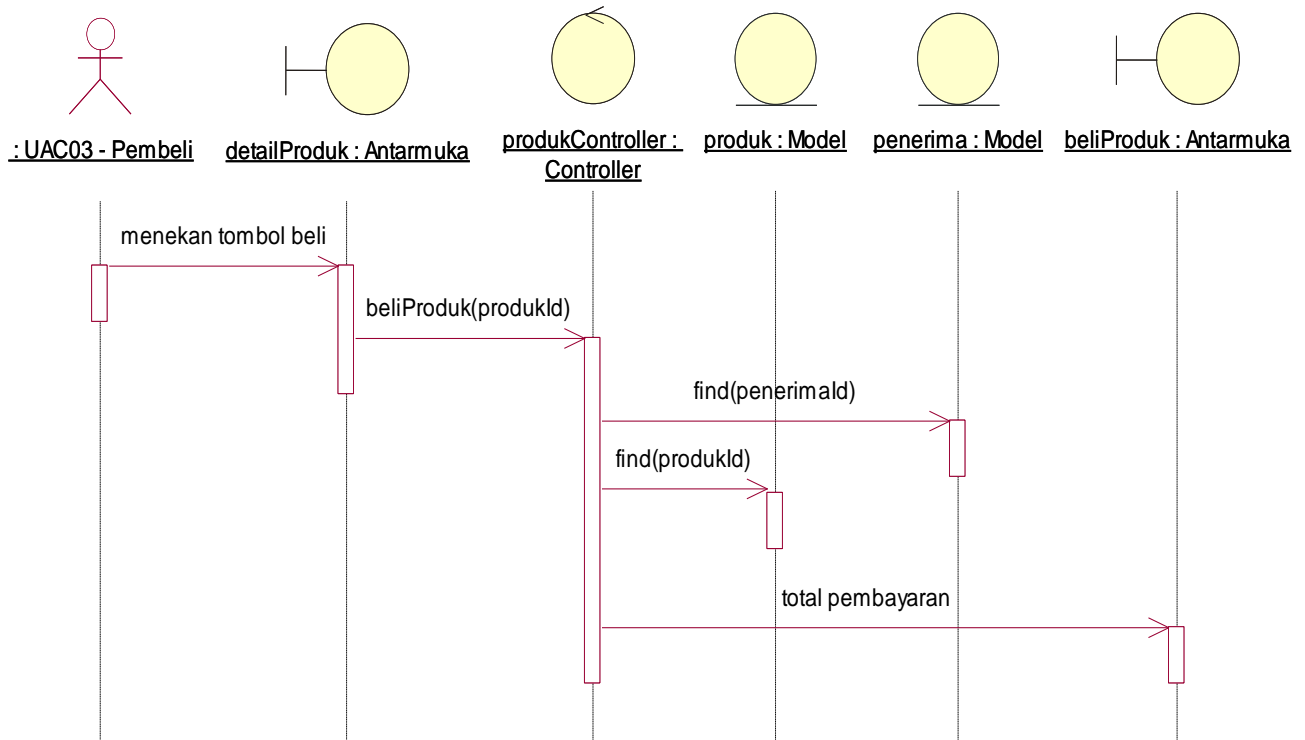 : UAC03 - Pembeli
detailProduk : Antarmuka
produkController :
Controller
produk : Model
penerima : Model
beliProduk : Antarmuka
menekan tombol beli
beliProduk(produkId)
find(penerimaId)
find(produkId)
total pembayaran